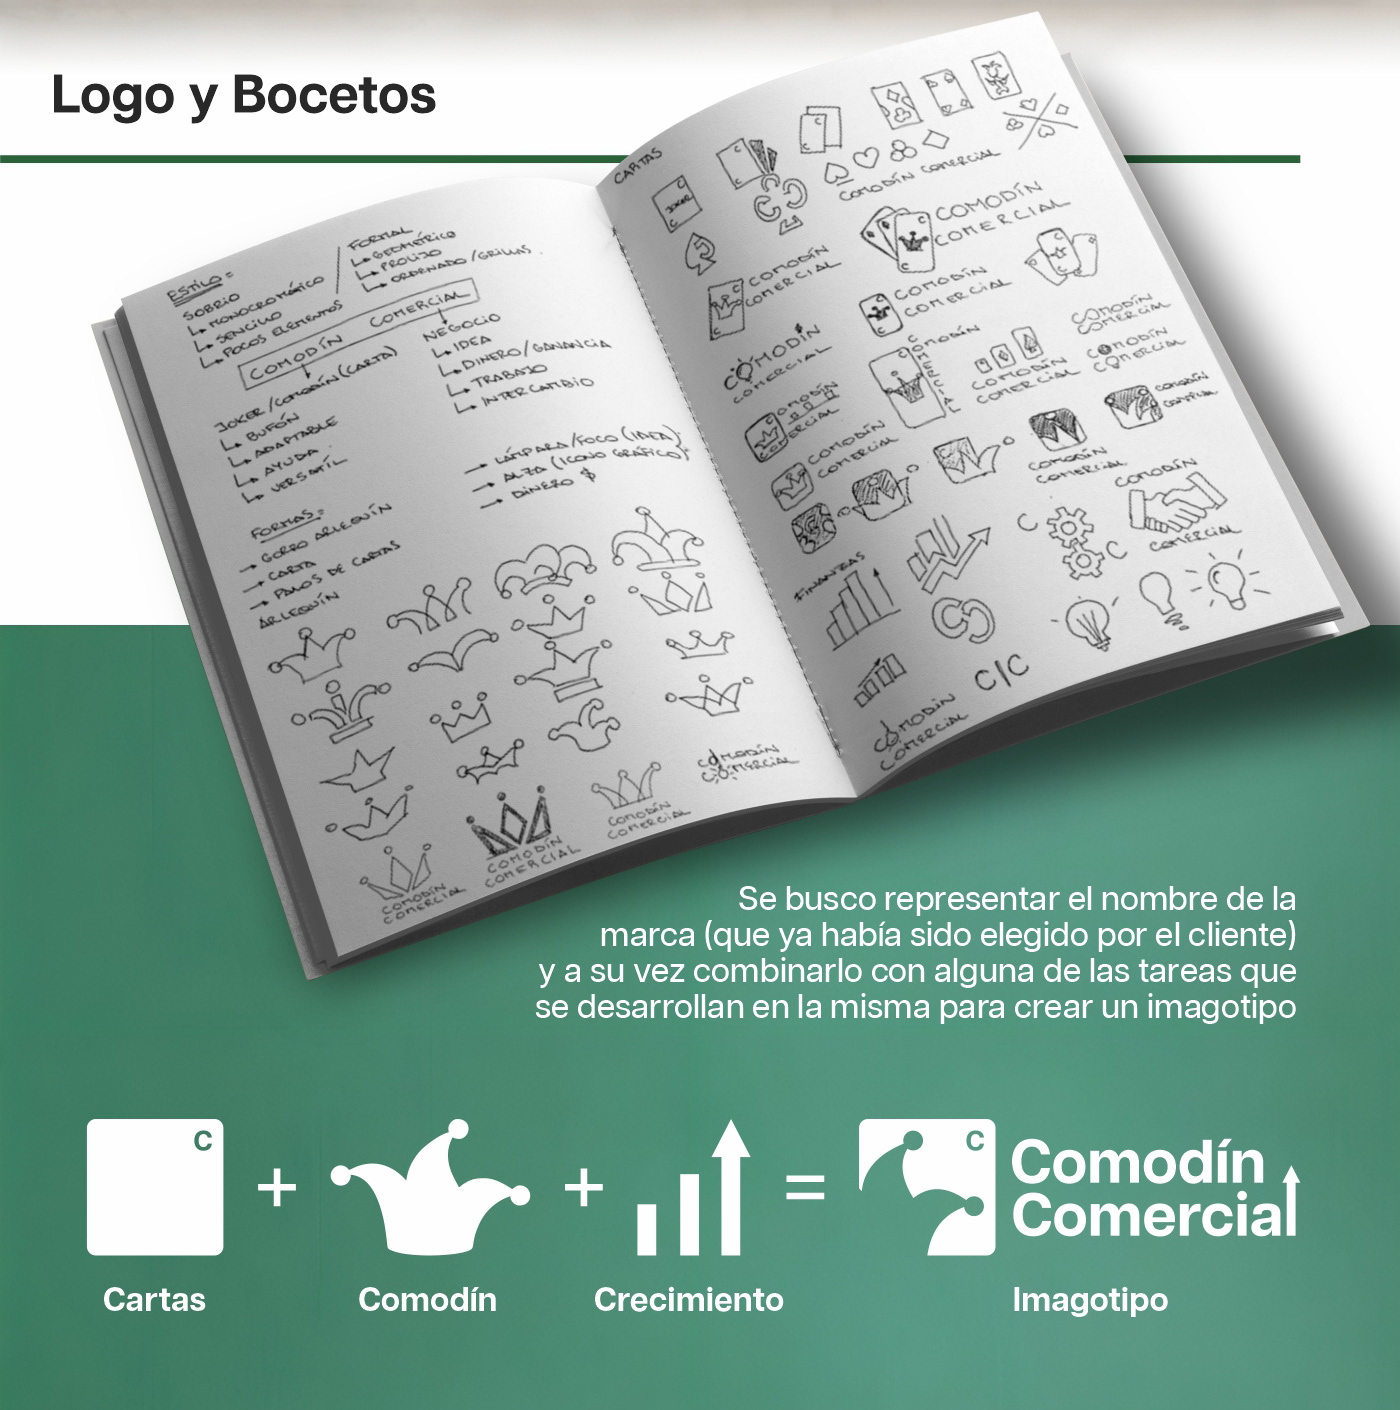 Logo y Bocetos
ESTILO =
SOBRIO
MONOCROMÁTICO
SENCILLO
POCOS ELEMENTOS
FORMAL
GEOMÉTRICO
PROLIJO
ORDENADO/GRILLAS.
COMODÍN COMERCIAL
JOKER/COMODÍN (CARTA)
BUFÓN
ADAPTABLE
AYUDA
VERSATÍL
NEGOCIO
IDEA
DINERO/GANANCIA
TRABAJO
INTERCAMBIO
LÁMPARA/FOCO (IDEA)
ALZA (ICONO GRÁFICO)
DINERO $
FORMAS =
GORRO ARLEQUÍN
CARTA
PALOS DE CARTAS
ARLEQUÍN
COMODÍN
COMERCIAL
COMODÍN
COMERCIAL
COMODÍN
COMERCIAL
COMODÍN
COMERCIAL
CARTAS
C
JOKER
C
COMODÍN COMERCIAL
COMODÍN
COMERCIAL
COMODÍN
COMERCIAL
COMODÍN
COMERCIAL
COMODÍN
COMERCIAL
COMODÍN
COMERCIAL
COMODÍN
COMERCIAL
COMODÍN
COMERCIAL
COMODÍN
COMERCIAL
OMODÍN
COMERCIAL
COMODÍN
COMERCIAL
COMODÍN
COMERCIAL
COMODÍN
COMODÍN
COMERCIAL
FINANZAS
C
C
C/C
COMODÍN
COMERCIAL
Se busco representar el nombre de la
marca (que ya había sido elegido por el cliente)
y a su vez combinarlo con alguna de las tareas que
se desarrollan en la misma para crear un imagotipo
C
+
+
=
C
Comodín
Comercial
Cartas
Comodín
Crecimiento
Imagotipo